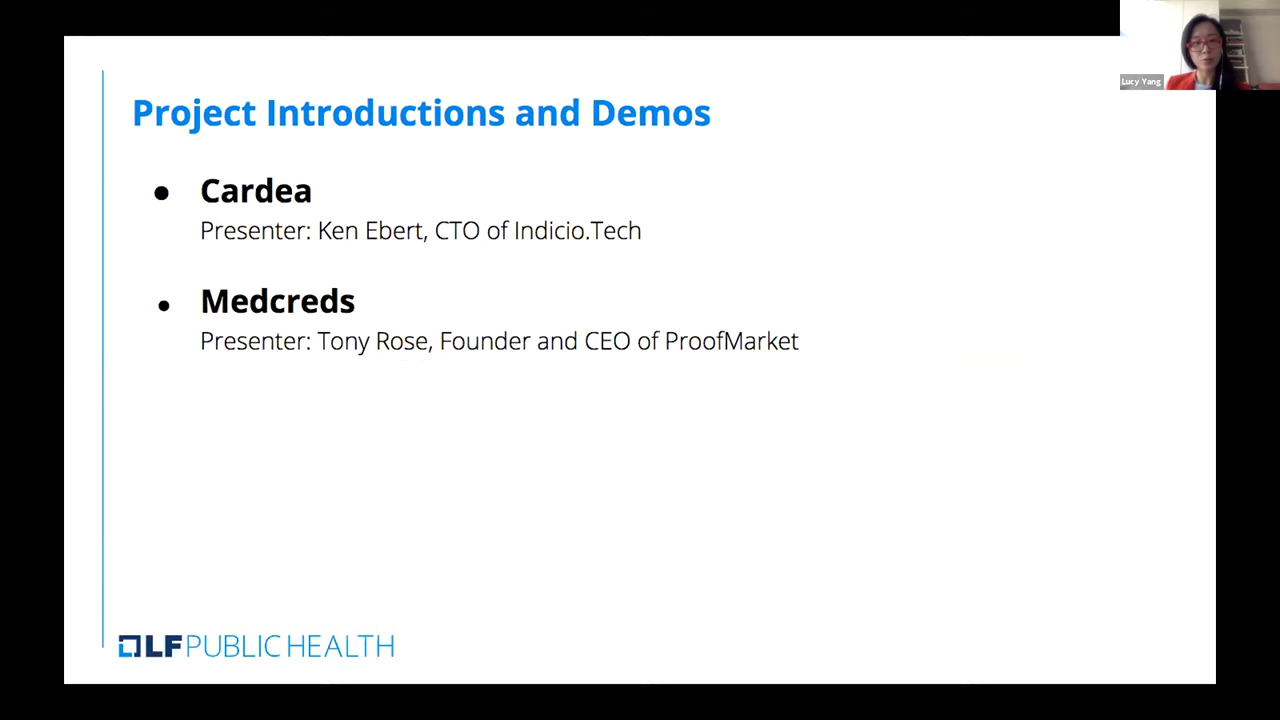 Project Introductions and Demos
● Cardea
Presenter: Ken Ebert, CTO of Indicio.Tech
● Medcreds
Presenter: Tony Rose, Founder and CEO of ProofMarket
LF PUBLIC HEALTH
Lucy Yang